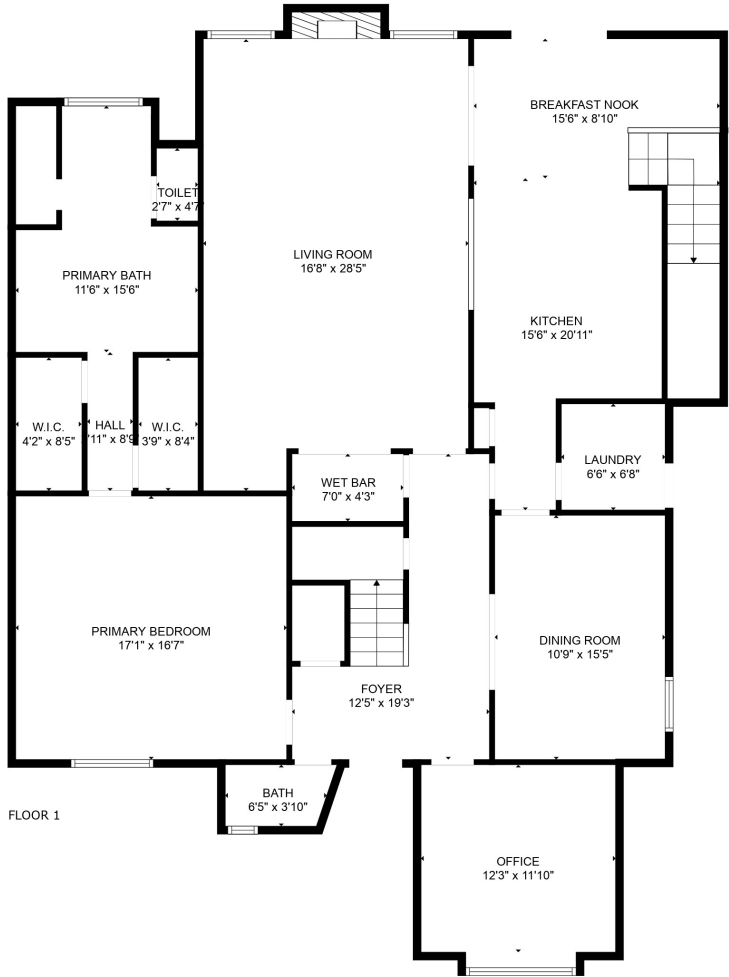 BREAKFAST NOOK
15'6" x 8'10"
TOILET
2'7" x 4'7"
LIVING ROOM
16'8" x 28'5"
PRIMARY BATH
11'6" x 15'6"
KITCHEN
15'6" x 20'11"
W.I.C.
4'2" x 8'5"
HALL
'11" x 8'9"
W.I.C.
3'9" x 8'4"
LAUNDRY
6'6" x 6'8"
WET BAR
7'0" x 4'3"
PRIMARY BEDROOM
17'1" x 16'7"
DINING ROOM
10'9" x 15'5"
FOYER
12'5" x 19'3"
BATH
6'5" x 3'10"
FLOOR 1
OFFICE
12'3" x 11'10"